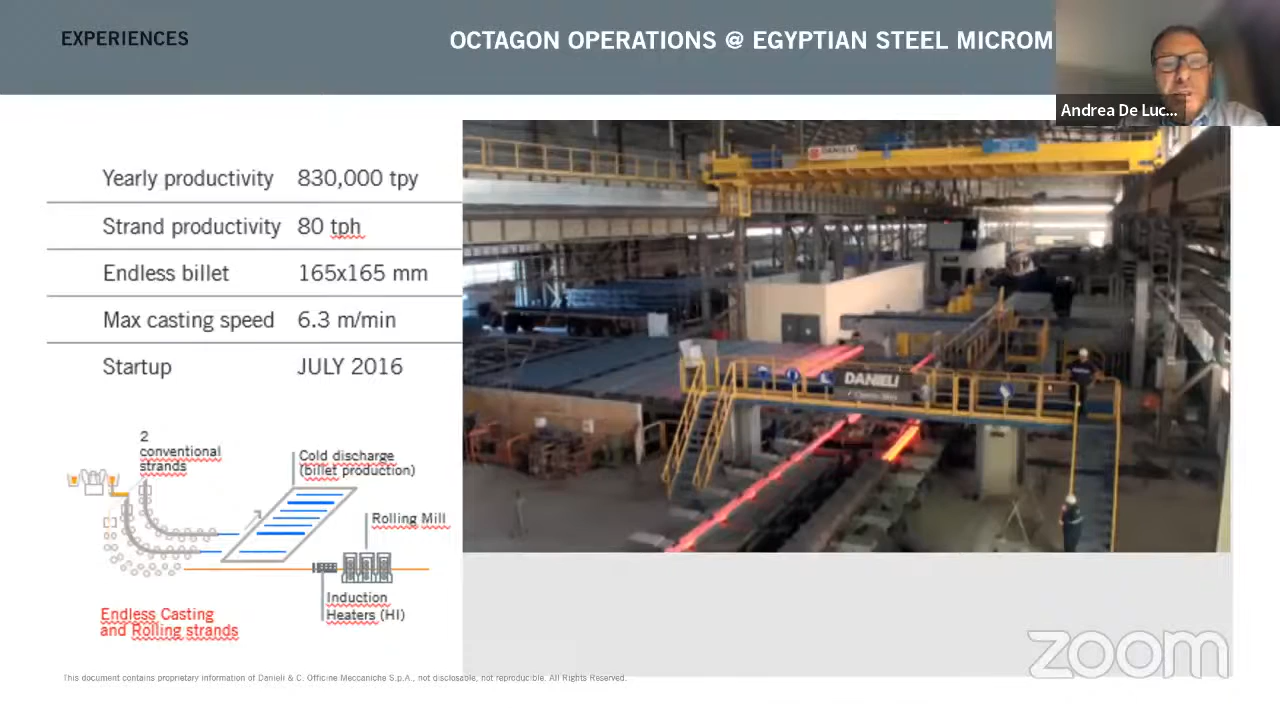 EXPERIENCES
OCTAGON OPERATIONS @ EGYPTIAN STEEL MICROM
Andrea De Luc...
Yearly productivity 830,000 tpy
Strand productivity 80 tph
Endless billet 165x165 mm
Max casting speed 6.3 m/min
Startup JULY 2016
DANIELI
DANIELI
2
conventional
strands
Cold discharge
(billet production)
Rolling Mill
Induction
Heaters (HI)
Endless Casting
and Rolling strands
zoom
This document contains proprietary information of Danieli & C. Officine Meccaniche S.p.A., not disclosable, not reproducible. All Rights Reserved.